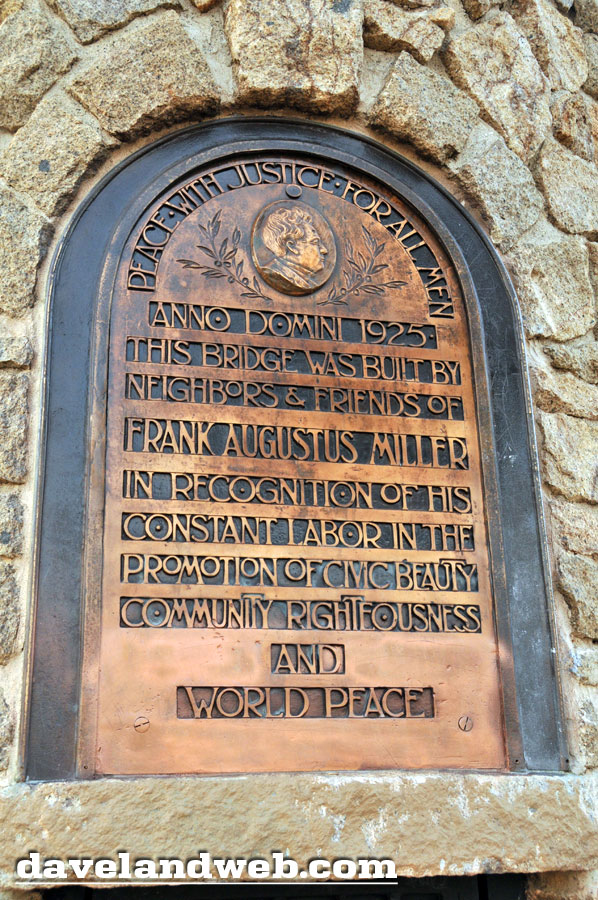 PEACE·WITH·JUSTICE·FOR·ALL·MEN
ANNO DOMINI 1925·
THIS BRIDGE WAS BUILT BY
NEIGHBORS & FRIENDS OF
FRANK AUGUSTUS MILLER
IN RECOGNITION OF HIS
CONSTANT LABOR IN THE
PROMOTION OF CIVIC BEAUTY
COMMUNITY RIGHTEOUSNESS
AND
WORLD PEACE
davelandweb.com